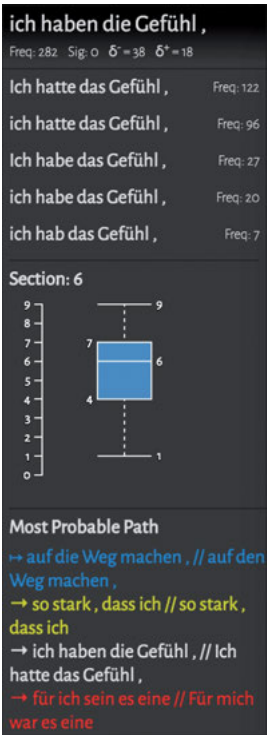 ich haben die Gefühl ,
Freq: 282 Sig: 0 δ⁻ = 38 δ⁺ = 18
Ich hatte das Gefühl , Freq: 122
ich hatte das Gefühl , Freq: 96
Ich habe das Gefühl , Freq: 27
ich habe das Gefühl , Freq: 20
ich hab das Gefühl , Freq: 7
Section: 6
9 9
8
7 7
6 6
5
4 4
3
2
1 1
0
Most Probable Path
↦ auf die Weg machen , // auf den
Weg machen ,
→ so stark , dass ich // so stark ,
dass ich
→ ich haben die Gefühl , // Ich
hatte das Gefühl ,
→ für ich sein es eine // Für mich
war es eine